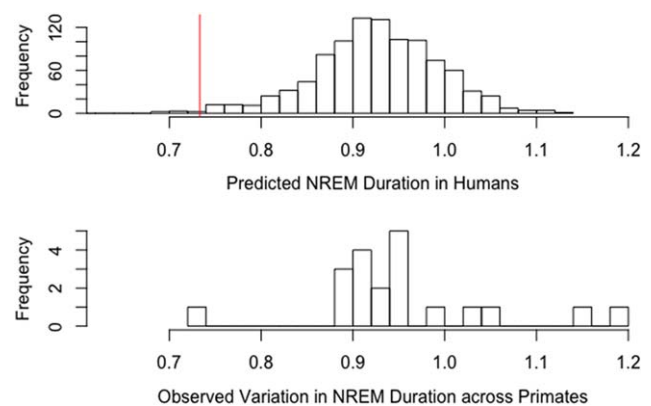 Frequency
120
60
0
0.7 0.8 0.9 1.0 1.1 1.2
Predicted NREM Duration in Humans
Frequency
4
2
0
0.7 0.8 0.9 1.0 1.1 1.2
Observed Variation in NREM Duration across Primates